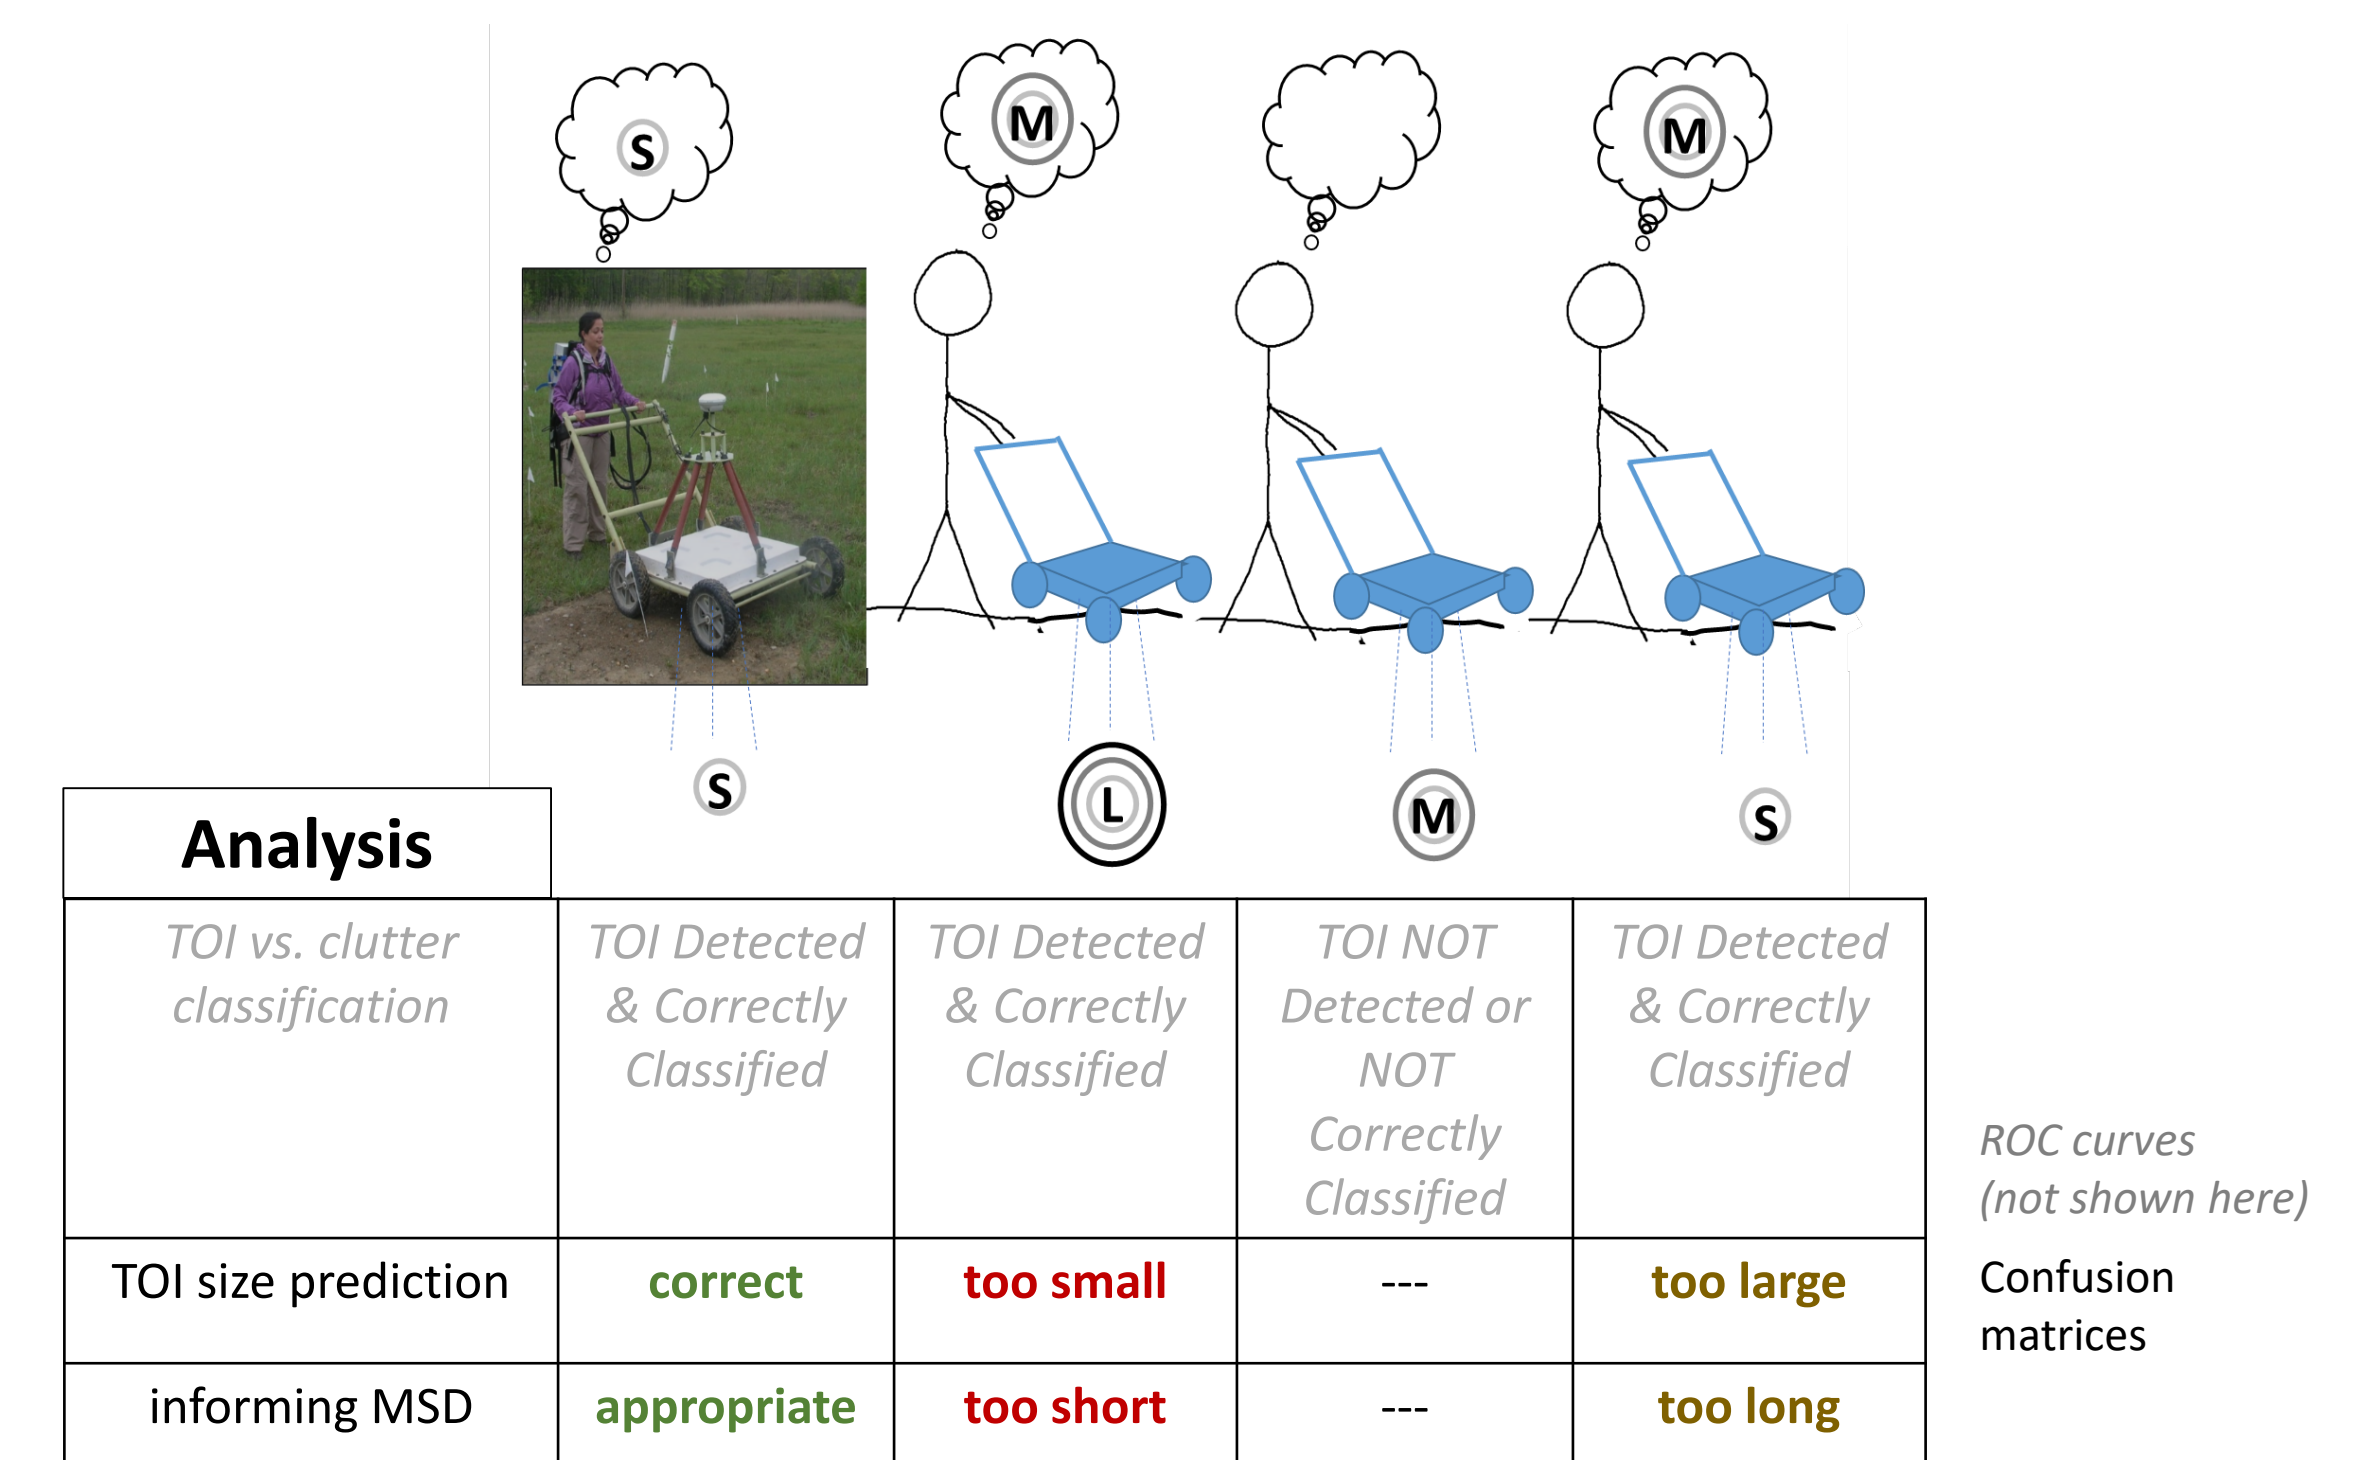 S
M
M
S
L
M
S
Analysis
TOI vs. clutter
classification
TOI Detected
& Correctly
Classified
TOI Detected
& Correctly
Classified
TOI NOT
Detected or
NOT
Correctly
Classified
TOI Detected
& Correctly
Classified
ROC curves
(not shown here)
TOI size prediction
correct
too small
---
too large
Confusion
matrices
informing MSD
appropriate
too short
---
too long